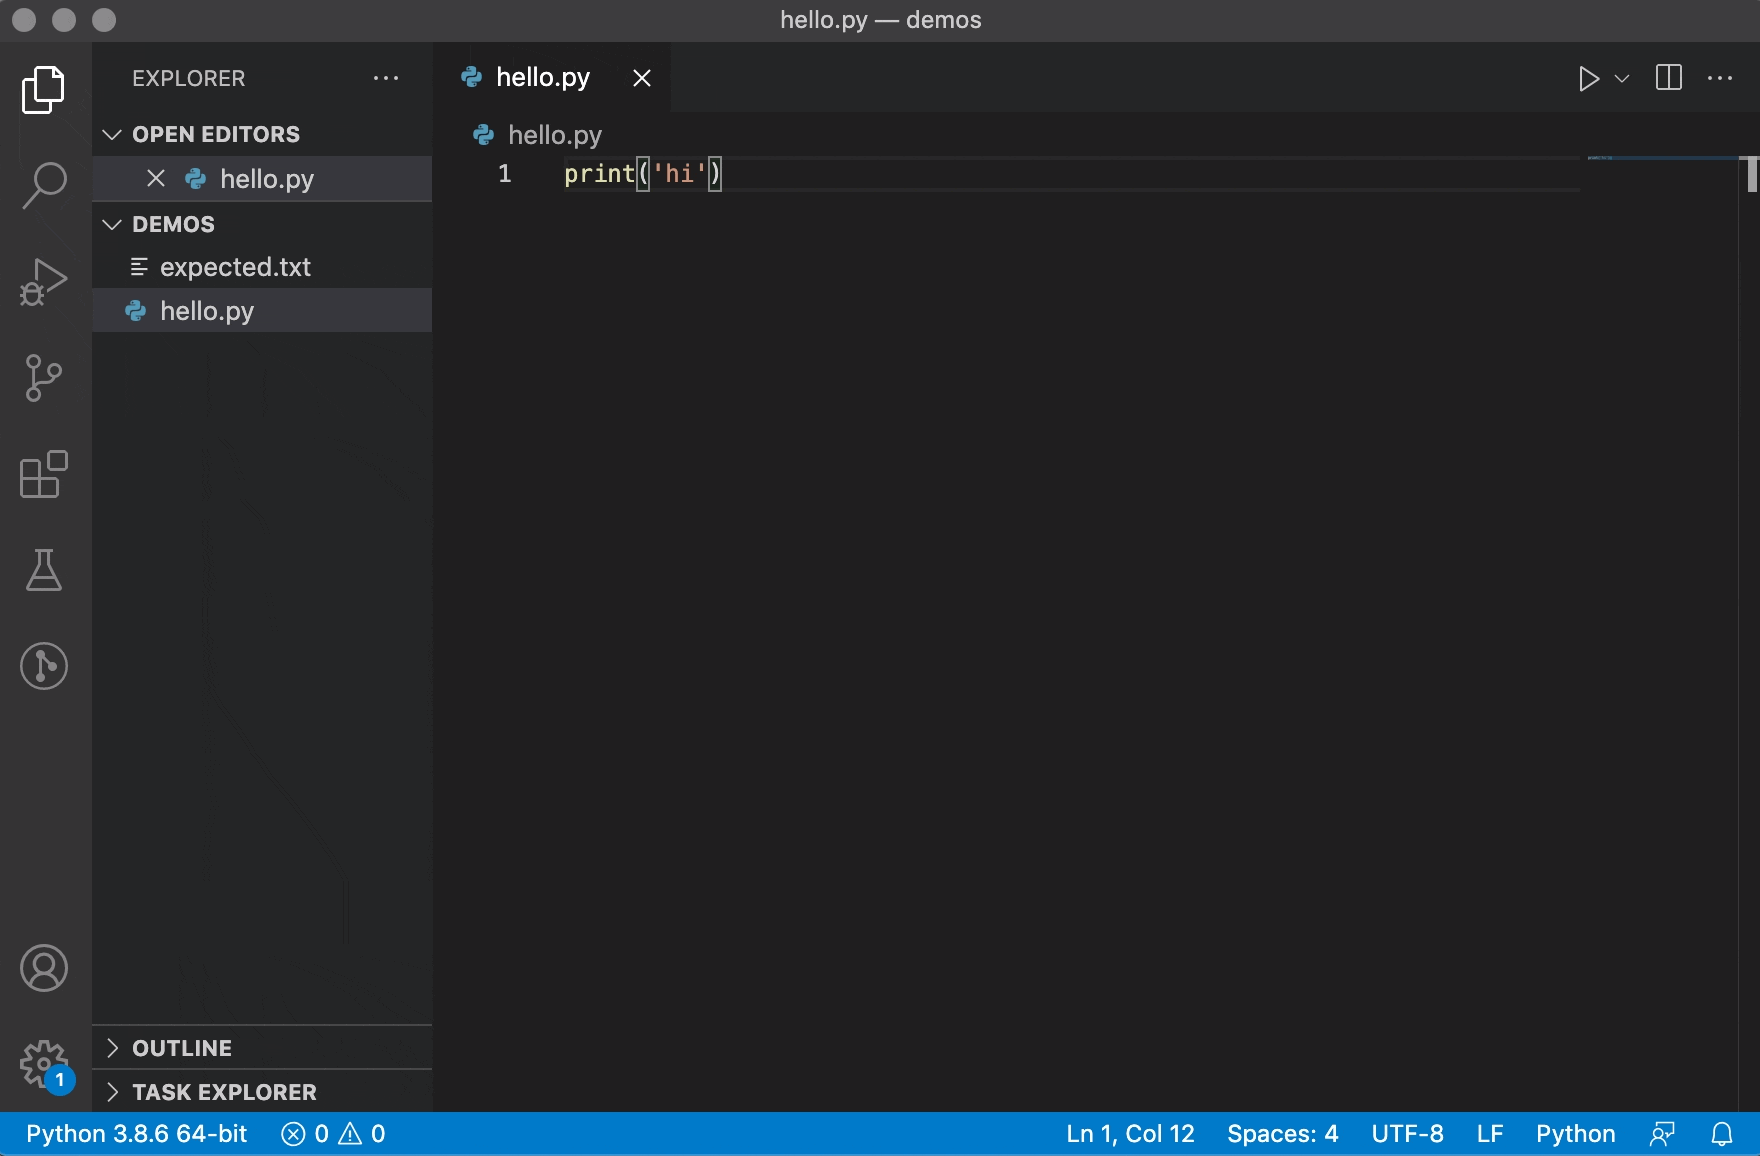 hello.py — demos
EXPLORER
OPEN EDITORS
hello.py
DEMOS
expected.txt
hello.py
OUTLINE
TASK EXPLORER
hello.py
hello.py
1 print('hi')
1
Python 3.8.6 64-bit 0 0 Ln 1, Col 12 Spaces: 4 UTF-8 LF Python